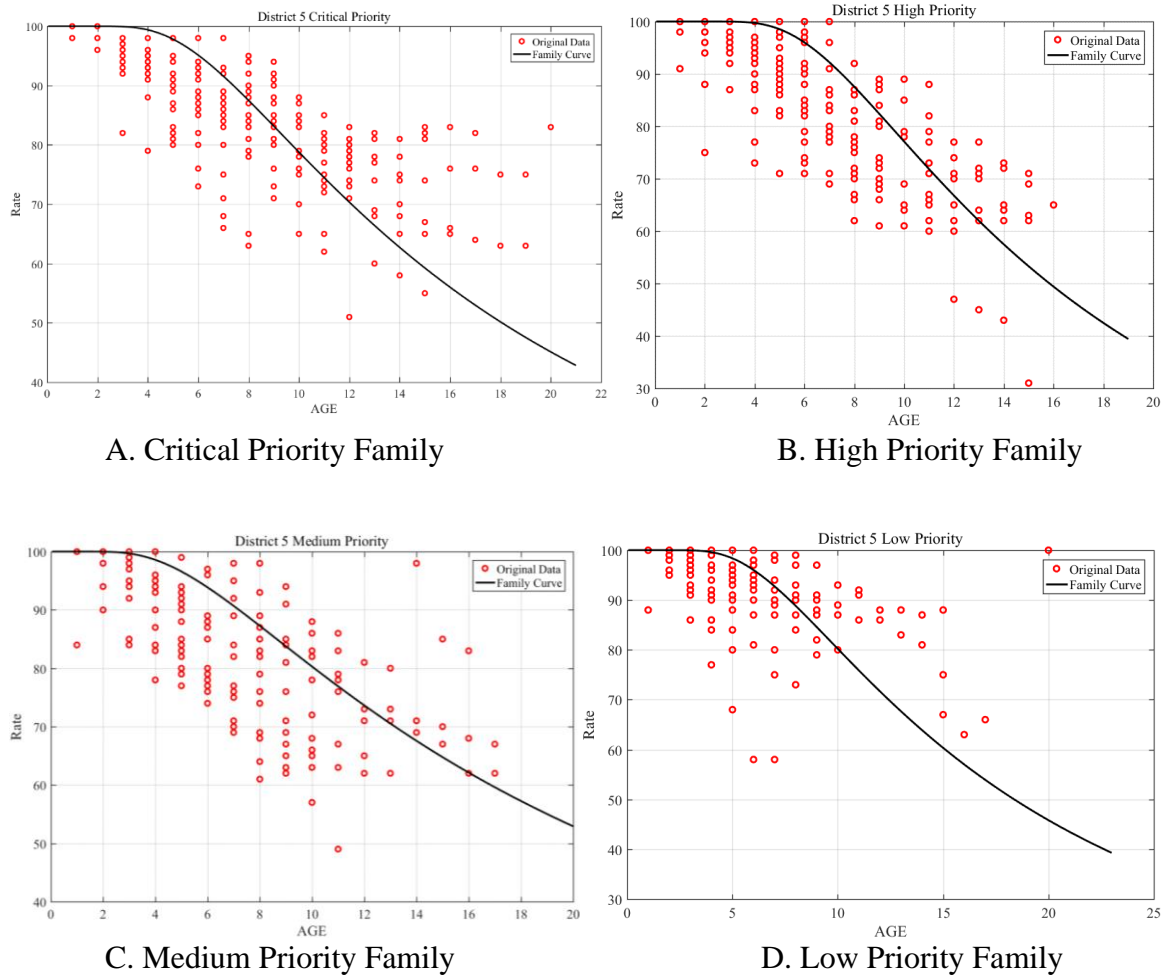 District 5 Critical Priority
100
90
80
70
60
50
40
Rate
0 2 4 6 8 10 12 14 16 18 20 22
AGE
Original Data
Family Curve
A. Critical Priority Family
District 5 High Priority
100
90
80
70
60
50
40
30
Rate
0 2 4 6 8 10 12 14 16 18 20
AGE
Original Data
Family Curve
B. High Priority Family
District 5 Medium Priority
100
90
80
70
60
50
40
Rate
0 2 4 6 8 10 12 14 16 18 20
AGE
Original Data
Family Curve
C. Medium Priority Family
District 5 Low Priority
100
90
80
70
60
50
40
30
Rate
0 5 10 15 20 25
AGE
Original Data
Family Curve
D. Low Priority Family